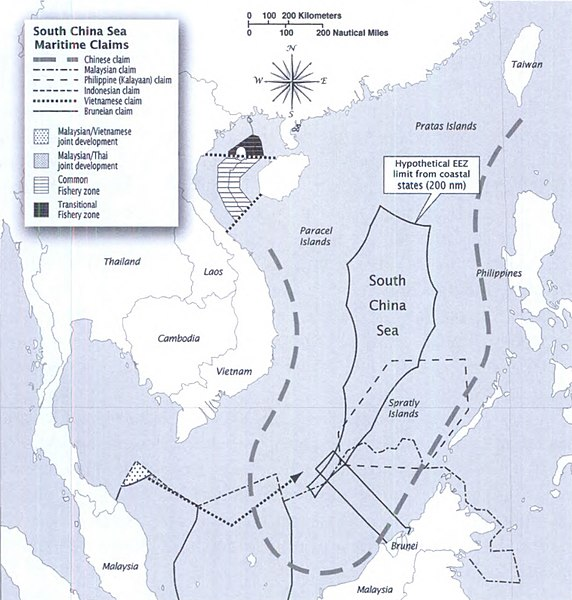 South China Sea
Maritime Claims
Chinese claim
Malaysian claim
Philippine (Kalayaan) claim
Indonesian claim
Vietnamese claim
Bruneian claim
Malaysian/Vietnamese
joint development
Malaysian/Thai
joint development
Common
Fishery zone
Transitional
Fishery zone
0 100 200 Kilometers
0 100 200 Nautical Miles
N
W E
S
Taiwan
Pratas Islands
Hypothetical EEZ
limit from coastal
states (200 nm)
Paracel
Islands
Thailand
Laos
Philippines
South
China
Sea
Cambodia
Vietnam
Spratly
Islands
Brunei
Malaysia
Malaysia